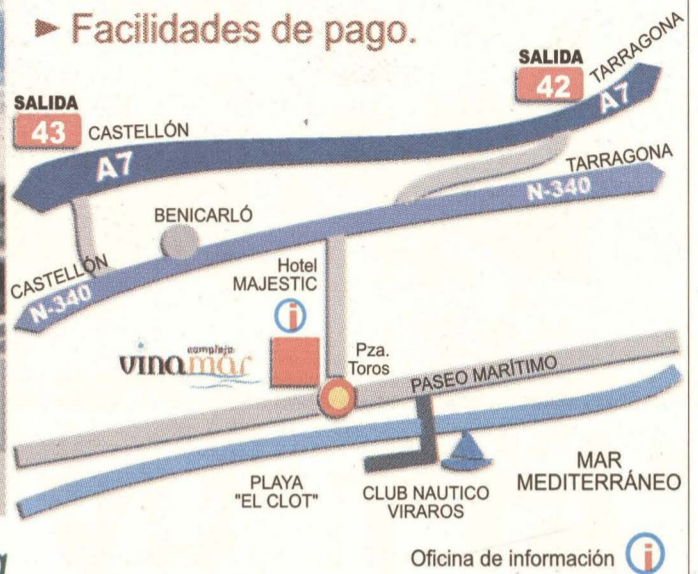 ► Facilidades de pago.
SALIDA
42
TARRAGONA
A7
SALIDA
43
CASTELLÓN
A7
TARRAGONA
N-340
BENICARLÓ
CASTELLÓN
N-340
Hotel
MAJESTIC
i
complejo
vinamar
Pza.
Toros
PASEO MARÍTIMO
PLAYA
"EL CLOT"
CLUB NAUTICO
VIRAROS
MAR
MEDITERRÁNEO
Oficina de información i